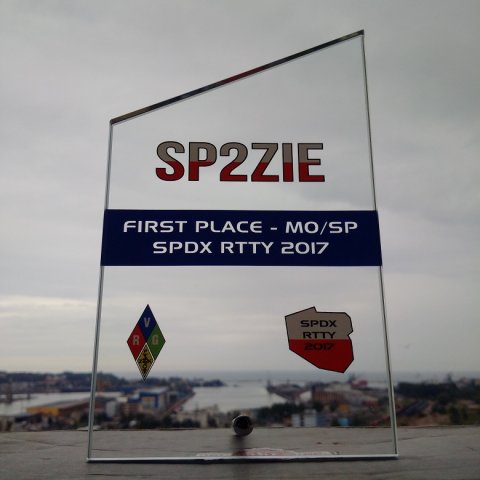 SP2ZIE
FIRST PLACE - MO/SP
SPDX RTTY 2017
V
R G
SPDX
RTTY
2017